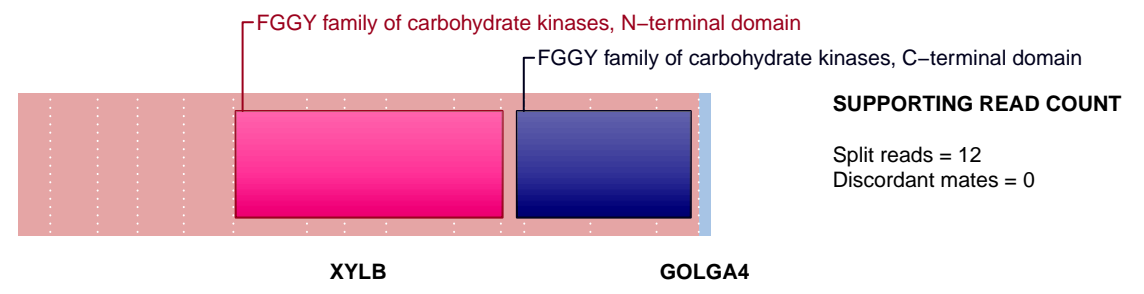 FGGY family of carbohydrate kinases, N−terminal domain
FGGY family of carbohydrate kinases, C−terminal domain
SUPPORTING READ COUNT
Split reads = 12
Discordant mates = 0
XYLB
GOLGA4